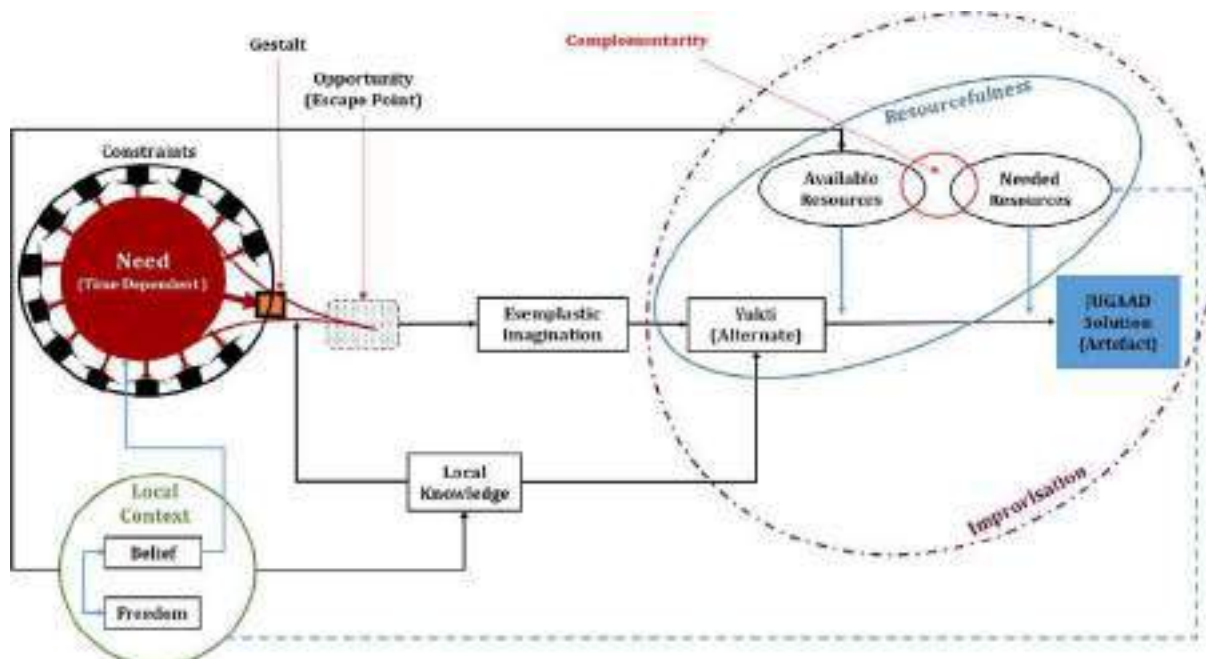 Gestalt
Complementarity
Opportunity
(Escape Point)
Resourcefulness
Constraints
Available
Resources
Needed
Resources
Need
(Time Dependent)
Esemplastic
Imagination
Yukti
(Alternate)
JUGAAD
Solution
(Artefact)
Local
Knowledge
Improvisation
Local
Context
Belief
Freedom